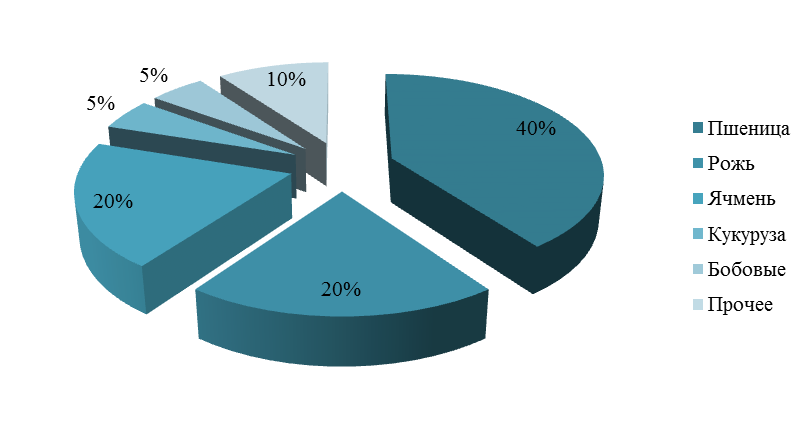 5%
10%
5%
40%
20%
20%
Пшеница
Рожь
Ячмень
Кукуруза
Бобовые
Прочее